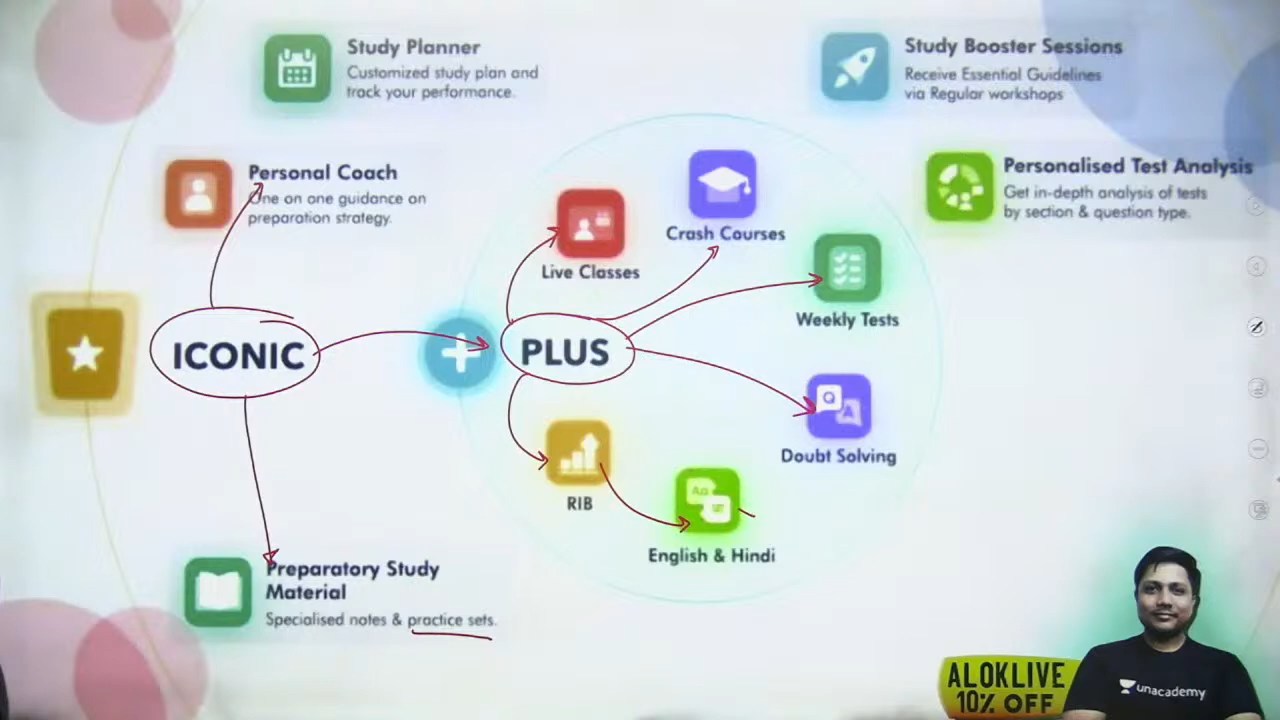 Study Planner
Customized study plan and
track your performance.
Study Booster Sessions
Receive Essential Guidelines
via Regular workshops
Personal Coach
One on one guidance on
preparation strategy.
Personalised Test Analysis
Get in-depth analysis of tests
by section & question type.
Live Classes
Crash Courses
Weekly Tests
ICONIC
PLUS
Q
A
Doubt Solving
RIB
Aa
English & Hindi
Preparatory Study
Material
Specialised notes & practice sets.
ALOKLIVE
10% OFF
unacademy